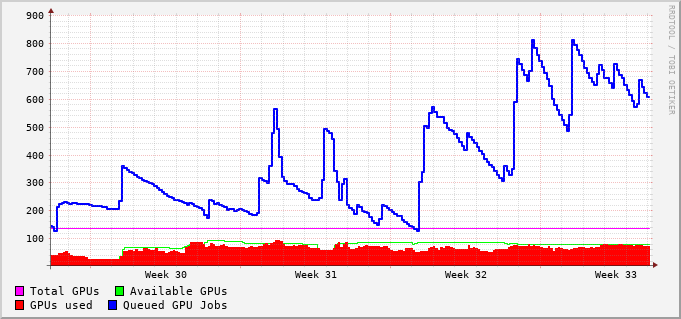 900
800
700
600
500
400
300
200
100
Week 30 Week 31 Week 32 Week 33
Total GPUs Available GPUs
GPUs used Queued GPU Jobs
RRDTOOL / TOBI OETIKER